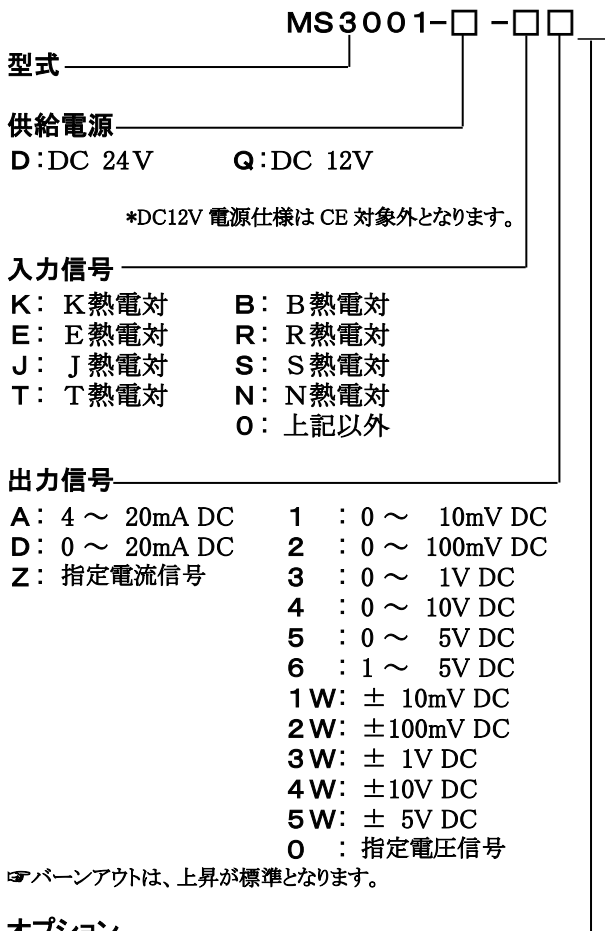 MS3001-□ -□□
型式
供給電源
D:DC 24V Q:DC 12V
*DC12V 電源仕様は CE 対象外となります。
入力信号
K: K熱電対 B: B熱電対
E: E熱電対 R: R熱電対
J: J熱電対 S: S熱電対
T: T熱電対 N: N熱電対
0: 上記以外
出力信号
A: 4 ~ 20mA DC 1 : 0 ~ 10mV DC
D: 0 ~ 20mA DC 2 : 0 ~ 100mV DC
Z: 指定電流信号 3 : 0 ~ 1V DC
4 : 0 ~ 10V DC
5 : 0 ~ 5V DC
6 : 1 ~ 5V DC
1W: ± 10mV DC
2W: ±100mV DC
3W: ± 1V DC
4W: ±10V DC
5W: ± 5V DC
0 : 指定電圧信号
☞バーンアウトは、上昇が標準となります。
オプション